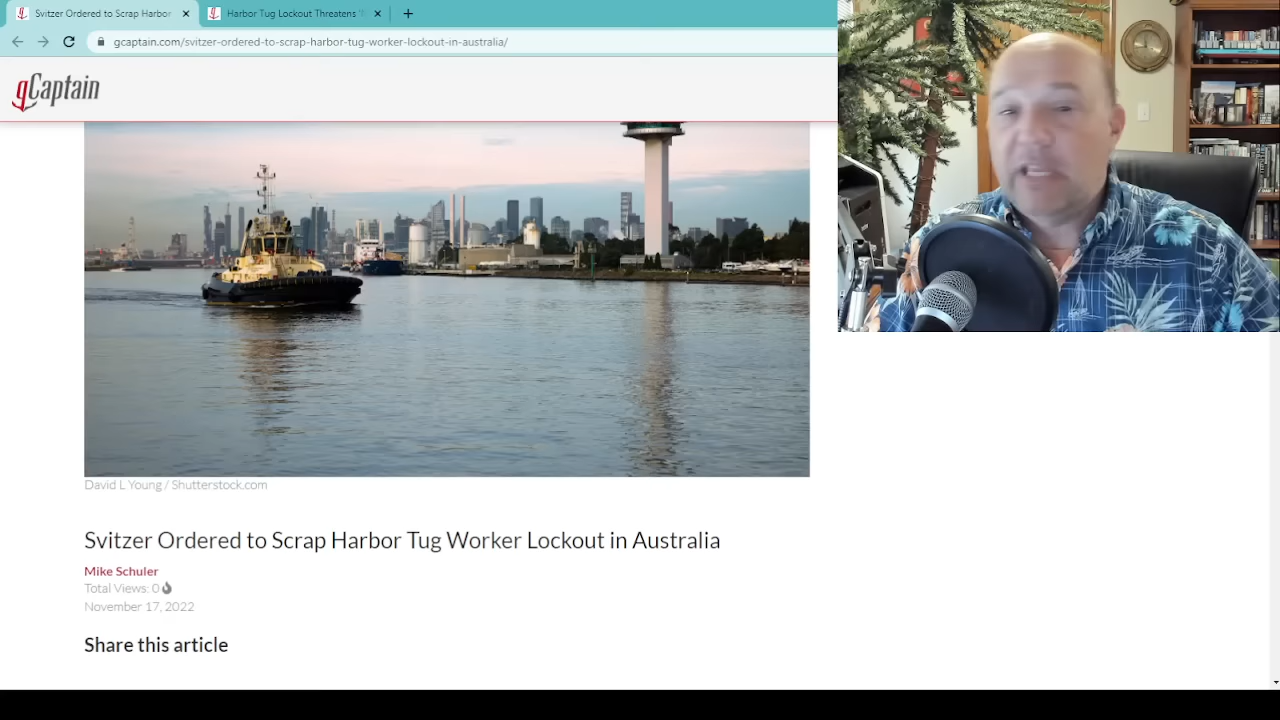 Svitzer Ordered to Scrap Harbor
Harbor Tug Lockout Threatens
gcaptain.com/svitzer-ordered-to-scrap-harbor-tug-worker-lockout-in-australia/
gCaptain
David L Young / Shutterstock.com
Svitzer Ordered to Scrap Harbor Tug Worker Lockout in Australia
Mike Schuler
Total Views: 0
November 17, 2022
Share this article